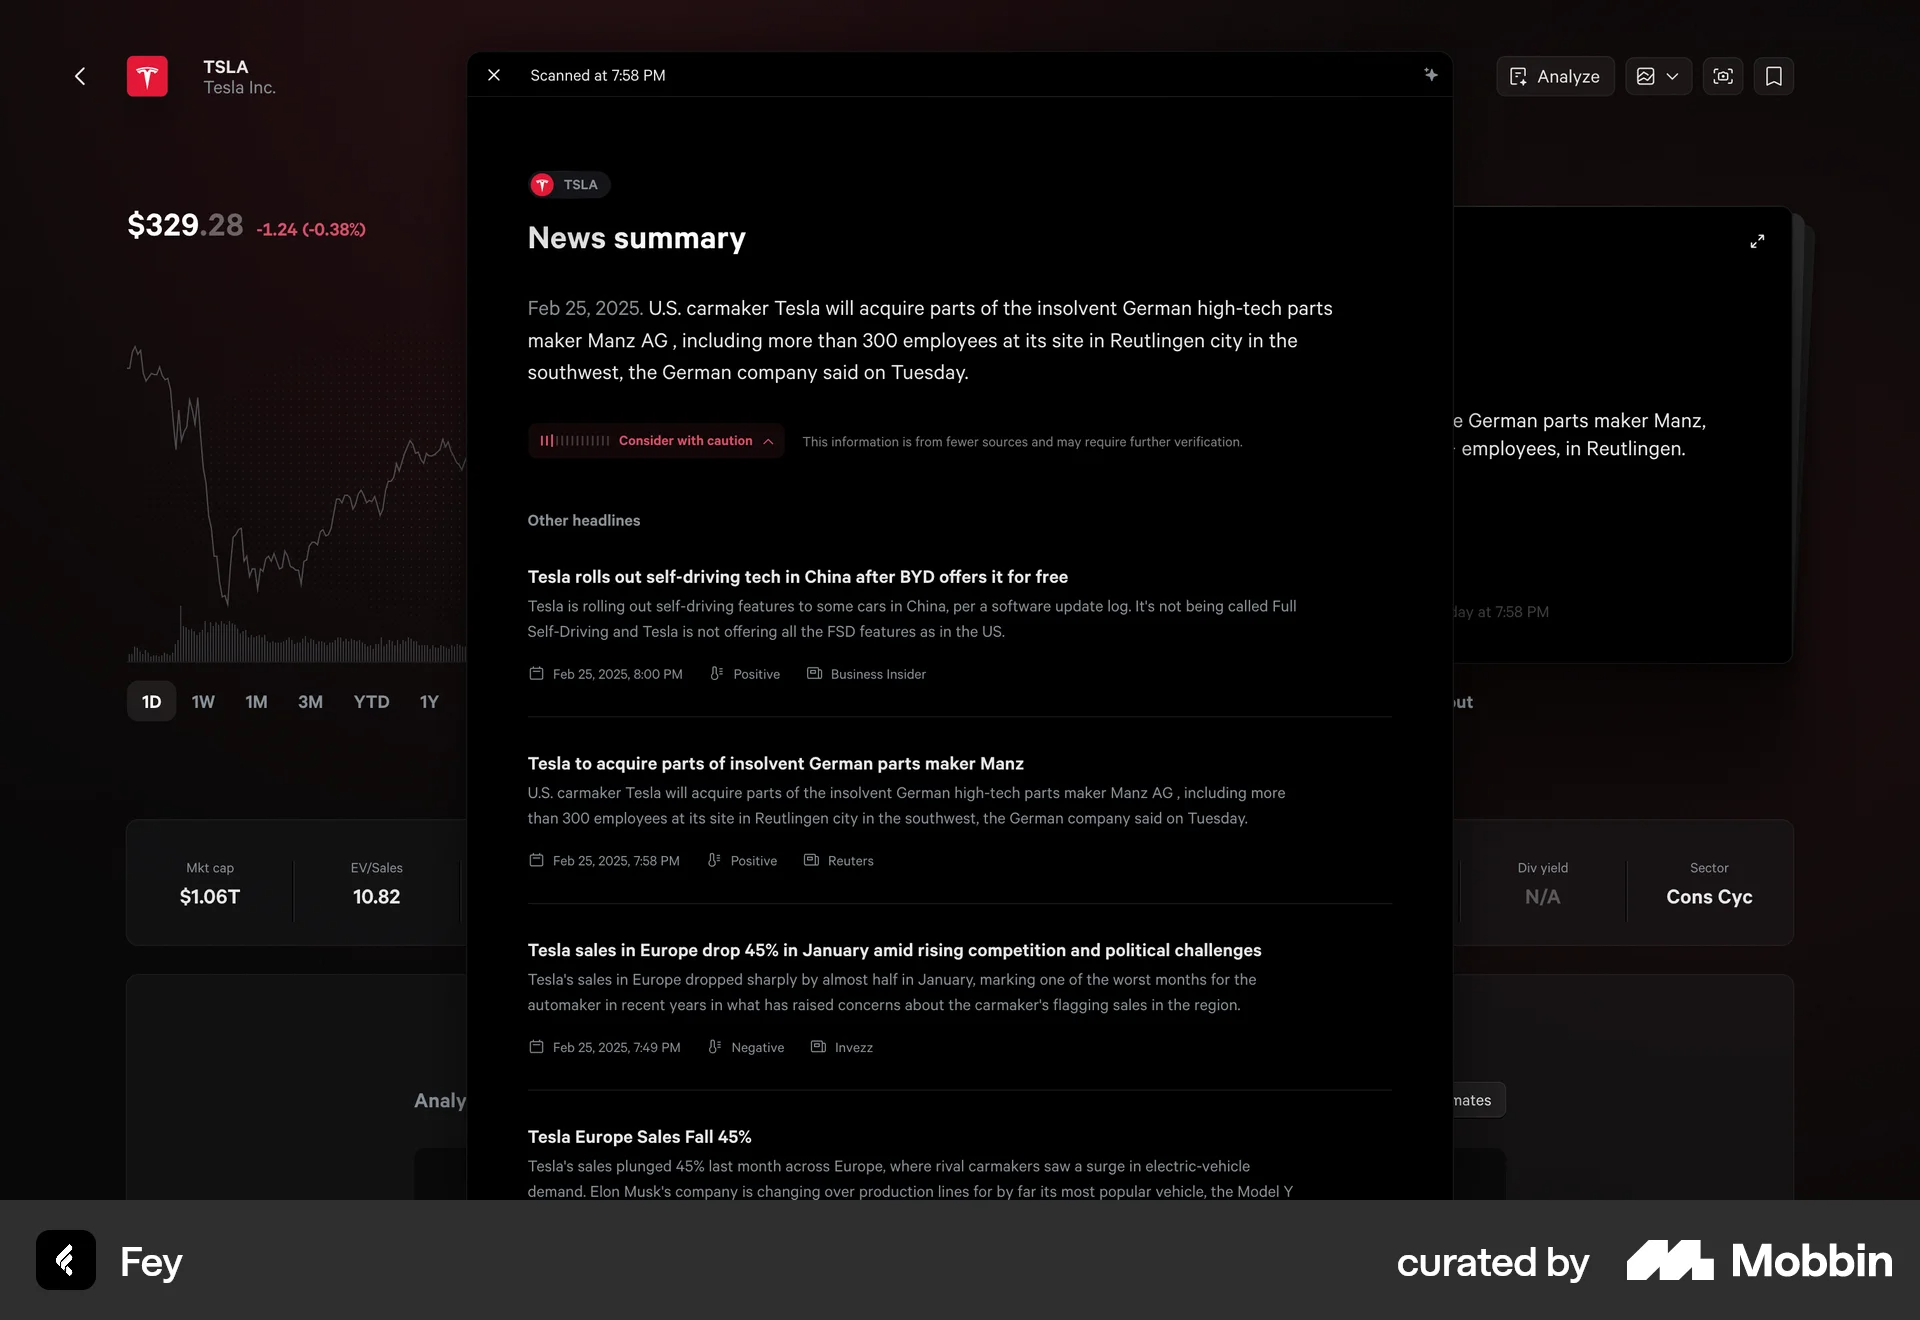 TSLA
Tesla Inc.
Scanned at 7:58 PM
Analyze
$329.28 -1.24 (-0.38%)
1D 1W 1M 3M YTD 1Y
Mkt cap
$1.06T
EV/Sales
10.82
TSLA
News summary
Feb 25, 2025. U.S. carmaker Tesla will acquire parts of the insolvent German high-tech parts
maker Manz AG , including more than 300 employees at its site in Reutlingen city in the
southwest, the German company said on Tuesday.
Consider with caution
This information is from fewer sources and may require further verification.
Other headlines
Tesla rolls out self-driving tech in China after BYD offers it for free
Tesla is rolling out self-driving features to some cars in China, per a software update log. It's not being called Full
Self-Driving and Tesla is not offering all the FSD features as in the US.
Feb 25, 2025, 8:00 PM Positive Business Insider
Tesla to acquire parts of insolvent German parts maker Manz
U.S. carmaker Tesla will acquire parts of the insolvent German high-tech parts maker Manz AG , including more
than 300 employees at its site in Reutlingen city in the southwest, the German company said on Tuesday.
Feb 25, 2025, 7:58 PM Positive Reuters
Tesla sales in Europe drop 45% in January amid rising competition and political challenges
Tesla's sales in Europe dropped sharply by almost half in January, marking one of the worst months for the
automaker in recent years in what has raised concerns about the carmaker's flagging sales in the region.
Feb 25, 2025, 7:49 PM Negative Invezz
Tesla Europe Sales Fall 45%
Tesla's sales plunged 45% last month across Europe, where rival carmakers saw a surge in electric-vehicle
demand. Elon Musk's company is changing over production lines for by far its most popular vehicle, the Model Y
German parts maker Manz,
employees, in Reutlingen.
at 7:58 PM
Div yield
N/A
Sector
Cons Cyc
Fey
curated by Mobbin